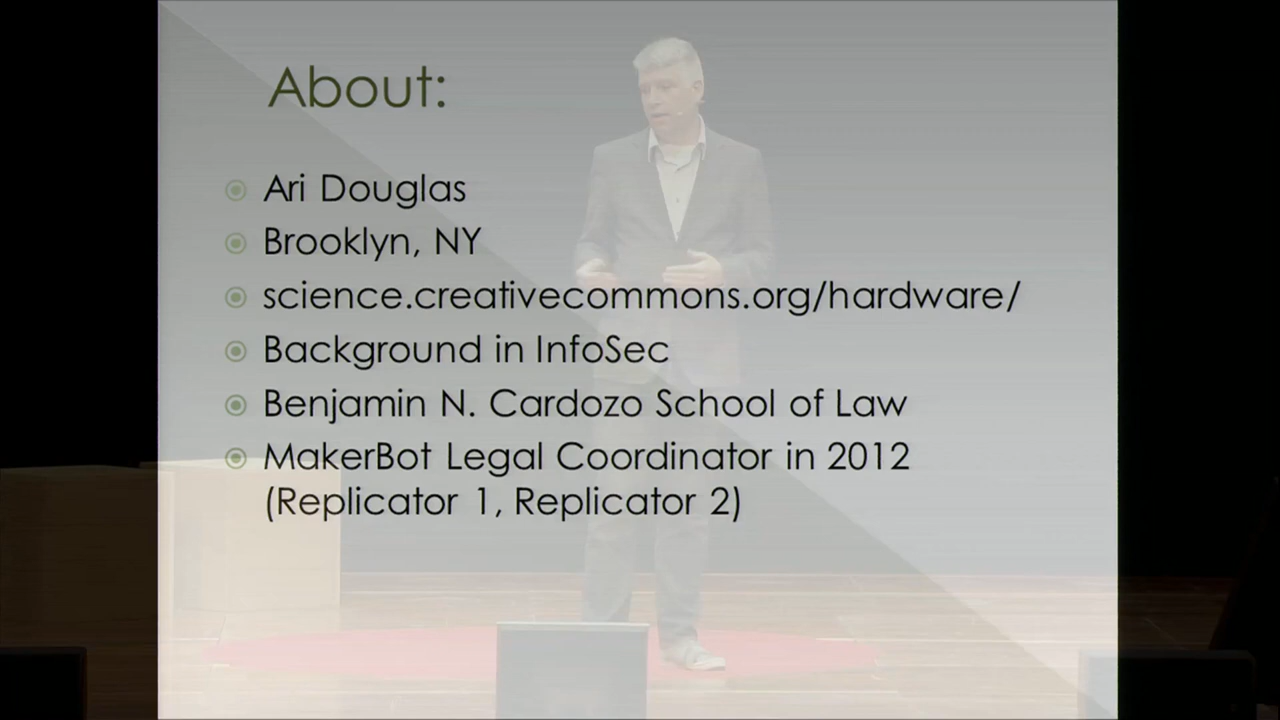 About:
Ari Douglas
Brooklyn, NY
science.creativecommons.org/hardware/
Background in InfoSec
Benjamin N. Cardozo School of Law
MakerBot Legal Coordinator in 2012
(Replicator 1, Replicator 2)